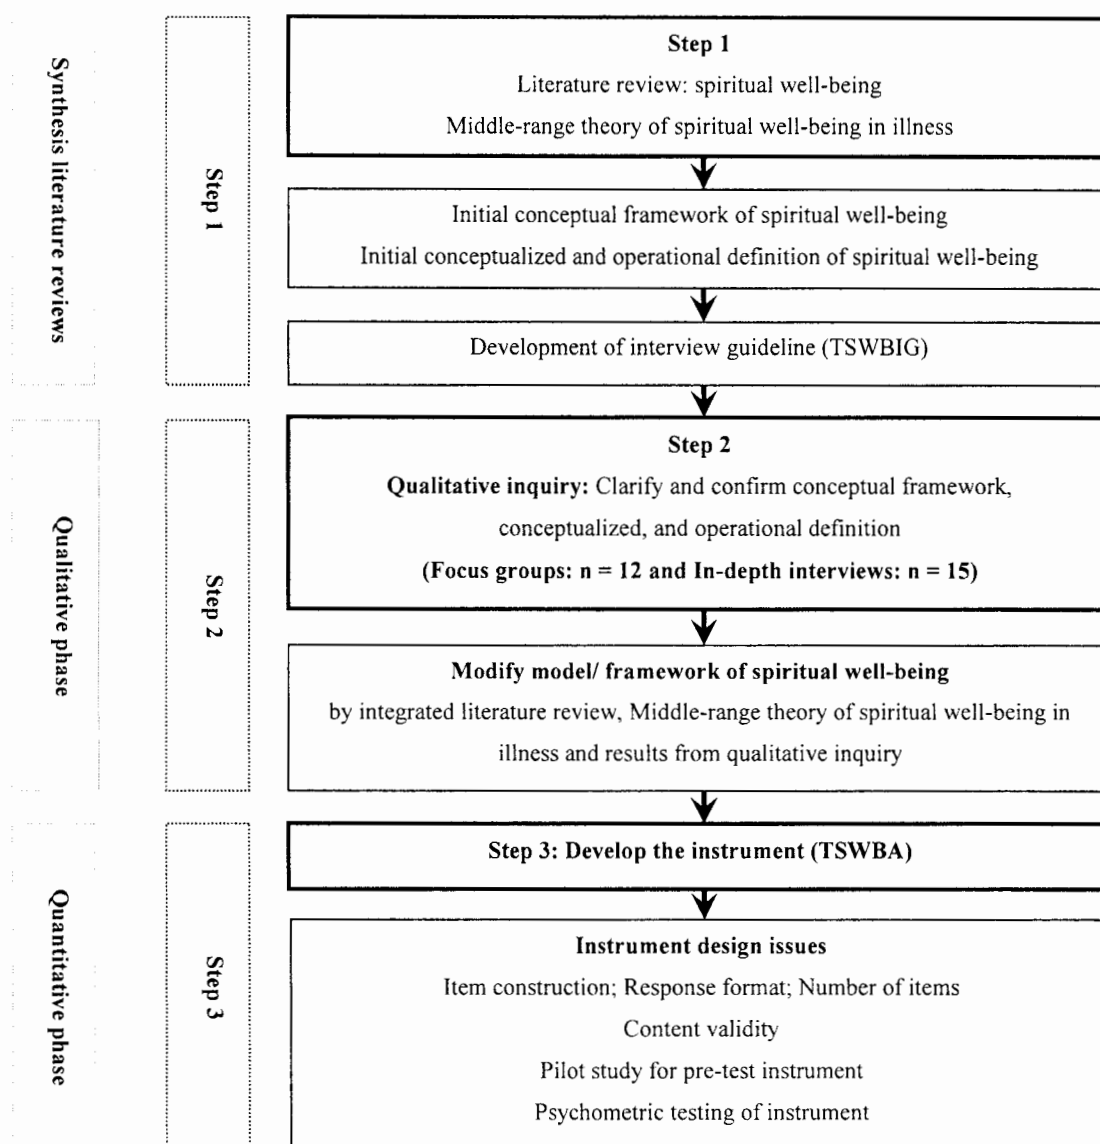 Synthesis literature reviews
Step 1
Step 1
Literature review: spiritual well-being
Middle-range theory of spiritual well-being in illness
Initial conceptual framework of spiritual well-being
Initial conceptualized and operational definition of spiritual well-being
Development of interview guideline (TSWBIG)
Qualitative phase
Step 2
Step 2
Qualitative inquiry: Clarify and confirm conceptual framework,
conceptualized, and operational definition
(Focus groups: n = 12 and In-depth interviews: n = 15)
Modify model/ framework of spiritual well-being
by integrated literature review, Middle-range theory of spiritual well-being in
illness and results from qualitative inquiry
Quantitative phase
Step 3
Step 3: Develop the instrument (TSWBA)
Instrument design issues
Item construction; Response format; Number of items
Content validity
Pilot study for pre-test instrument
Psychometric testing of instrument